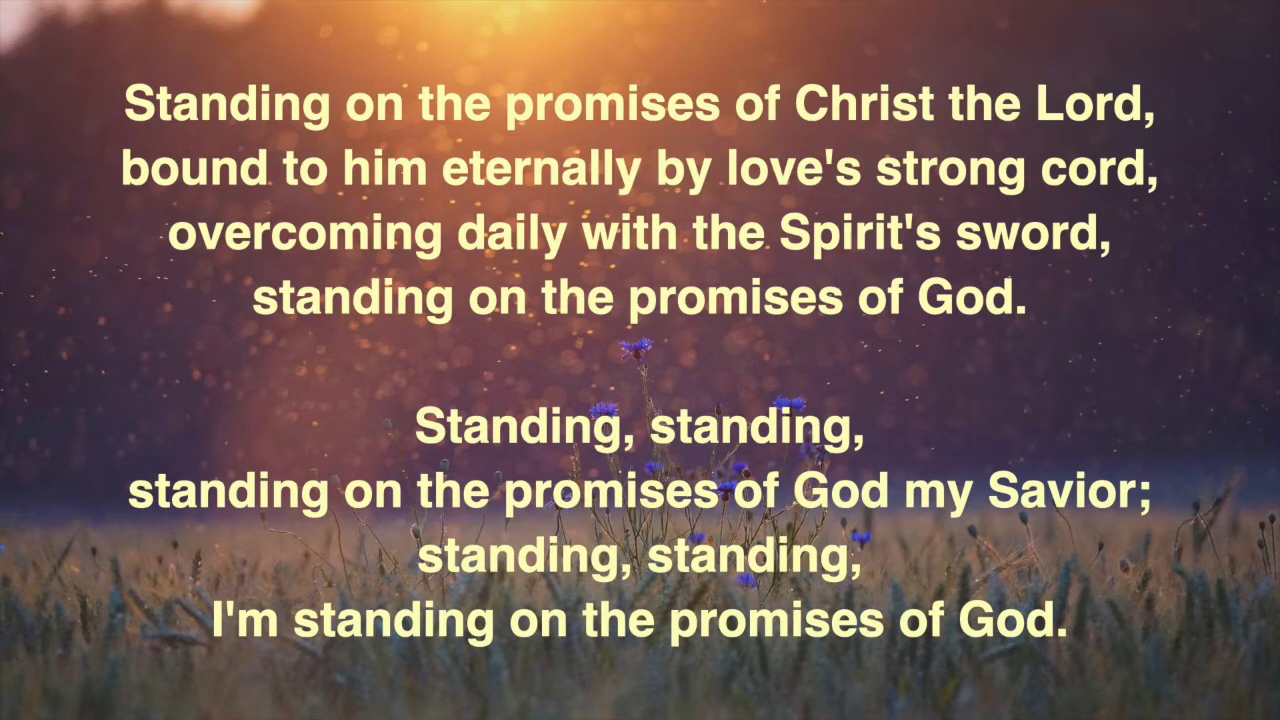 Standing on the promises of Christ the Lord,
bound to him eternally by love's strong cord,
overcoming daily with the Spirit's sword,
standing on the promises of God.
Standing, standing,
standing on the promises of God my Savior;
standing, standing,
I'm standing on the promises of God.